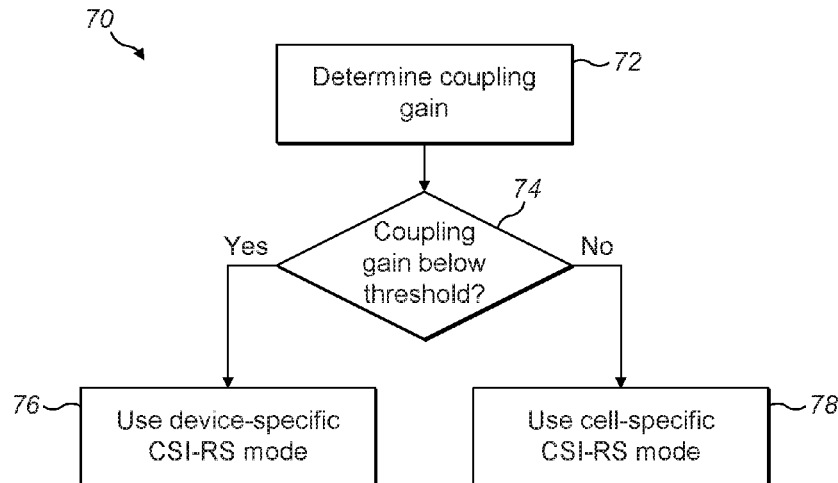 70
Determine coupling
gain
72
74
Yes
Coupling
gain below
threshold?
No
76
Use device-specific
CSI-RS mode
Use cell-specific
CSI-RS mode
78